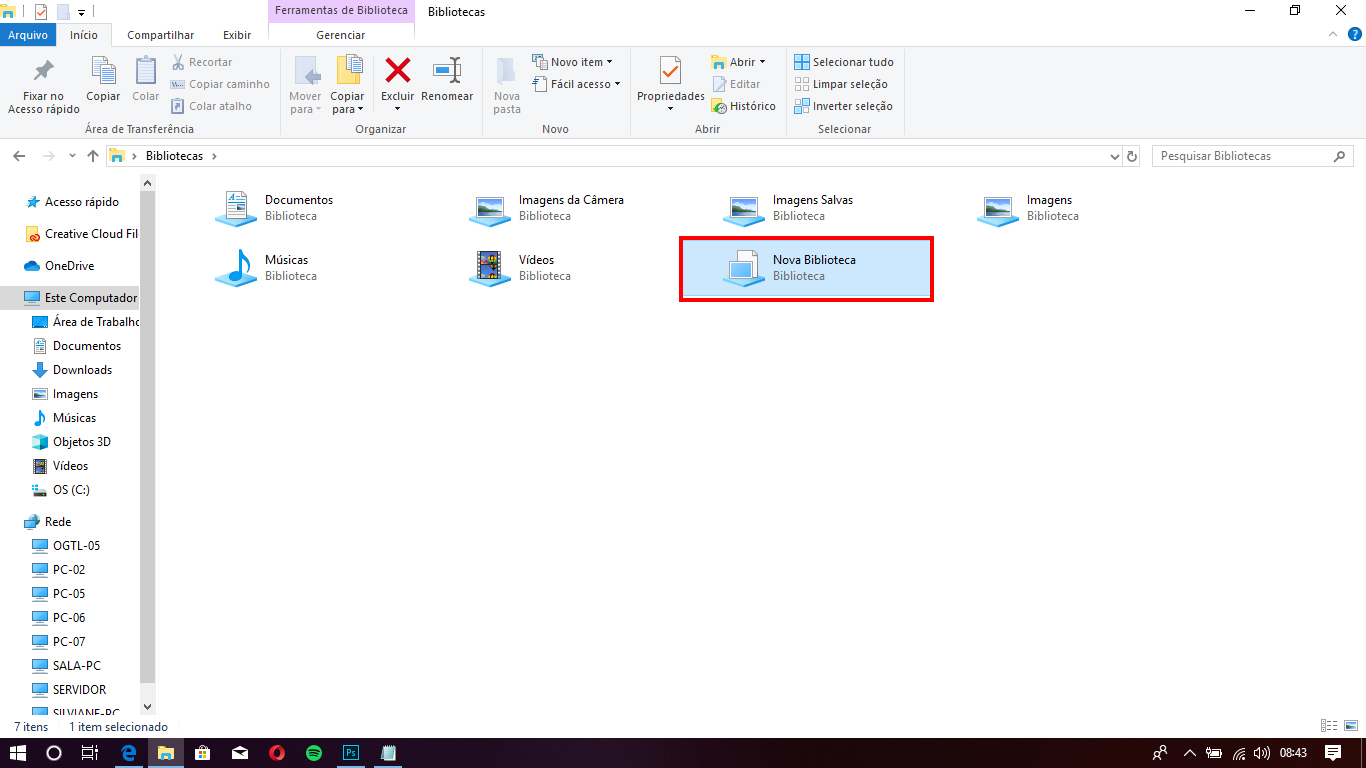 Ferramentas de Biblioteca
Bibliotecas
Arquivo
Início
Compartilhar
Exibir
Gerenciar
Fixar no
Acesso rápido
Copiar
Colar
Recortar
Copiar caminho
Colar atalho
Área de Transferência
Mover
para
Copiar
para
Excluir
Renomear
Organizar
Nova
pasta
Novo item
Fácil acesso
Novo
Propriedades
Abrir
Editar
Histórico
Abrir
Selecionar tudo
Limpar seleção
Inverter seleção
Selecionar
Bibliotecas
Pesquisar Bibliotecas
Acesso rápido
Creative Cloud Fil
OneDrive
Este Computador
Área de Trabalho
Documentos
Downloads
Imagens
Músicas
Objetos 3D
Vídeos
OS (C:)
Rede
OGTL-05
PC-02
PC-05
PC-06
PC-07
SALA-PC
SERVIDOR
SILVIANE-PC
Documentos
Biblioteca
Imagens da Câmera
Biblioteca
Imagens Salvas
Biblioteca
Imagens
Biblioteca
Músicas
Biblioteca
Vídeos
Biblioteca
Nova Biblioteca
Biblioteca
7 itens
1 item selecionado
Ps
08:43